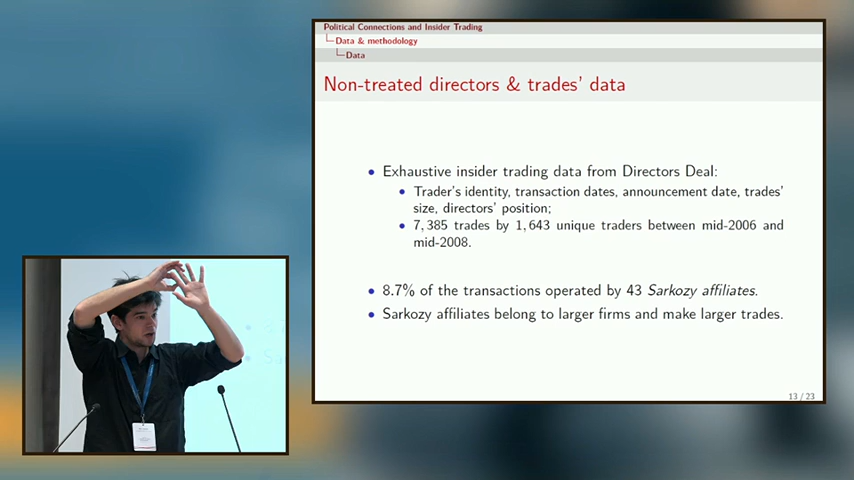 Political Connections and Insider Trading
Data & methodology
Data
Non-treated directors & trades' data
Exhaustive insider trading data from Directors Deal:
Trader's identity, transaction dates, announcement date, trades'
size, directors' position;
7,385 trades by 1,643 unique traders between mid-2006 and
mid-2008.
8.7% of the transactions operated by 43 Sarkozy affiliates.
Sarkozy affiliates belong to larger firms and make larger trades.
13 / 23